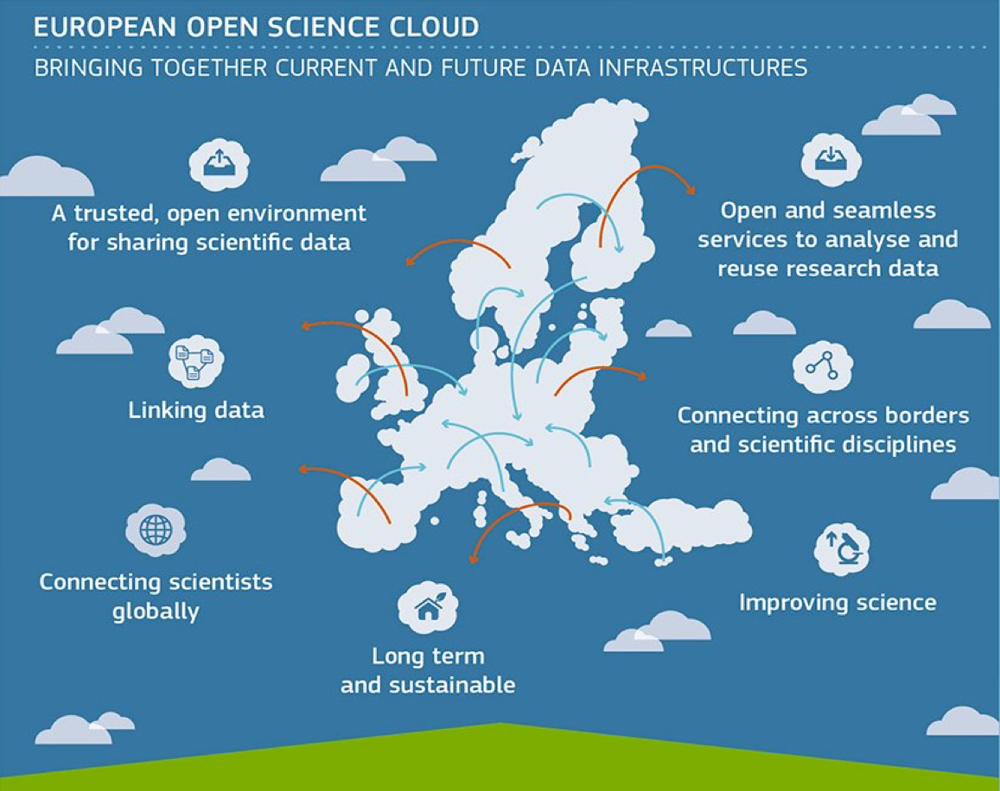 EUROPEAN OPEN SCIENCE CLOUD
BRINGING TOGETHER CURRENT AND FUTURE DATA INFRASTRUCTURES
A trusted, open environment
for sharing scientific data
Open and seamless
services to analyse and
reuse research data
Linking data
Connecting across borders
and scientific disciplines
Connecting scientists
globally
Improving science
Long term
and sustainable